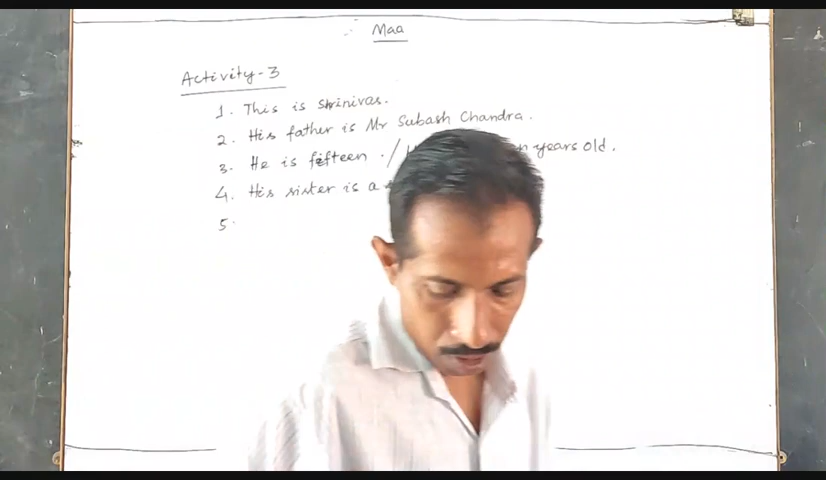 Maa
Activity-3
1. This is Shrinivas.
2. His father is Mr Subash Chandra.
3. He is fifteen ./ years old.
4. His sister is a
5.